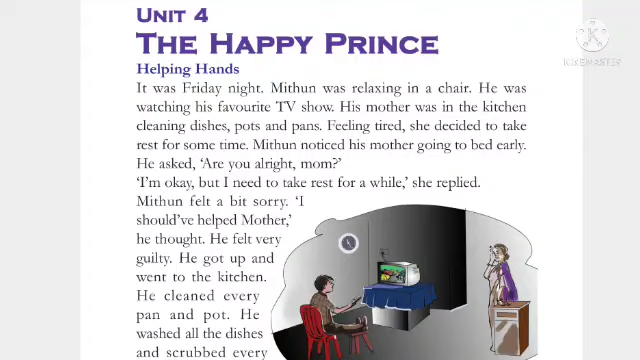 UNIT 4
THE HAPPY PRINCE
Helping Hands
It was Friday night. Mithun was relaxing in a chair. He was
watching his favourite TV show. His mother was in the kitchen
cleaning dishes, pots and pans. Feeling tired, she decided to take
rest for some time. Mithun noticed his mother going to bed early.
He asked, 'Are you alright, mom?'
'I'm okay, but I need to take rest for a while,' she replied.
Mithun felt a bit sorry. 'I
should've helped Mother,'
he thought. He felt very
guilty. He got up and
went to the kitchen.
He cleaned every
pan and pot. He
washed all the dishes
and scrubbed every
KINEMASTER